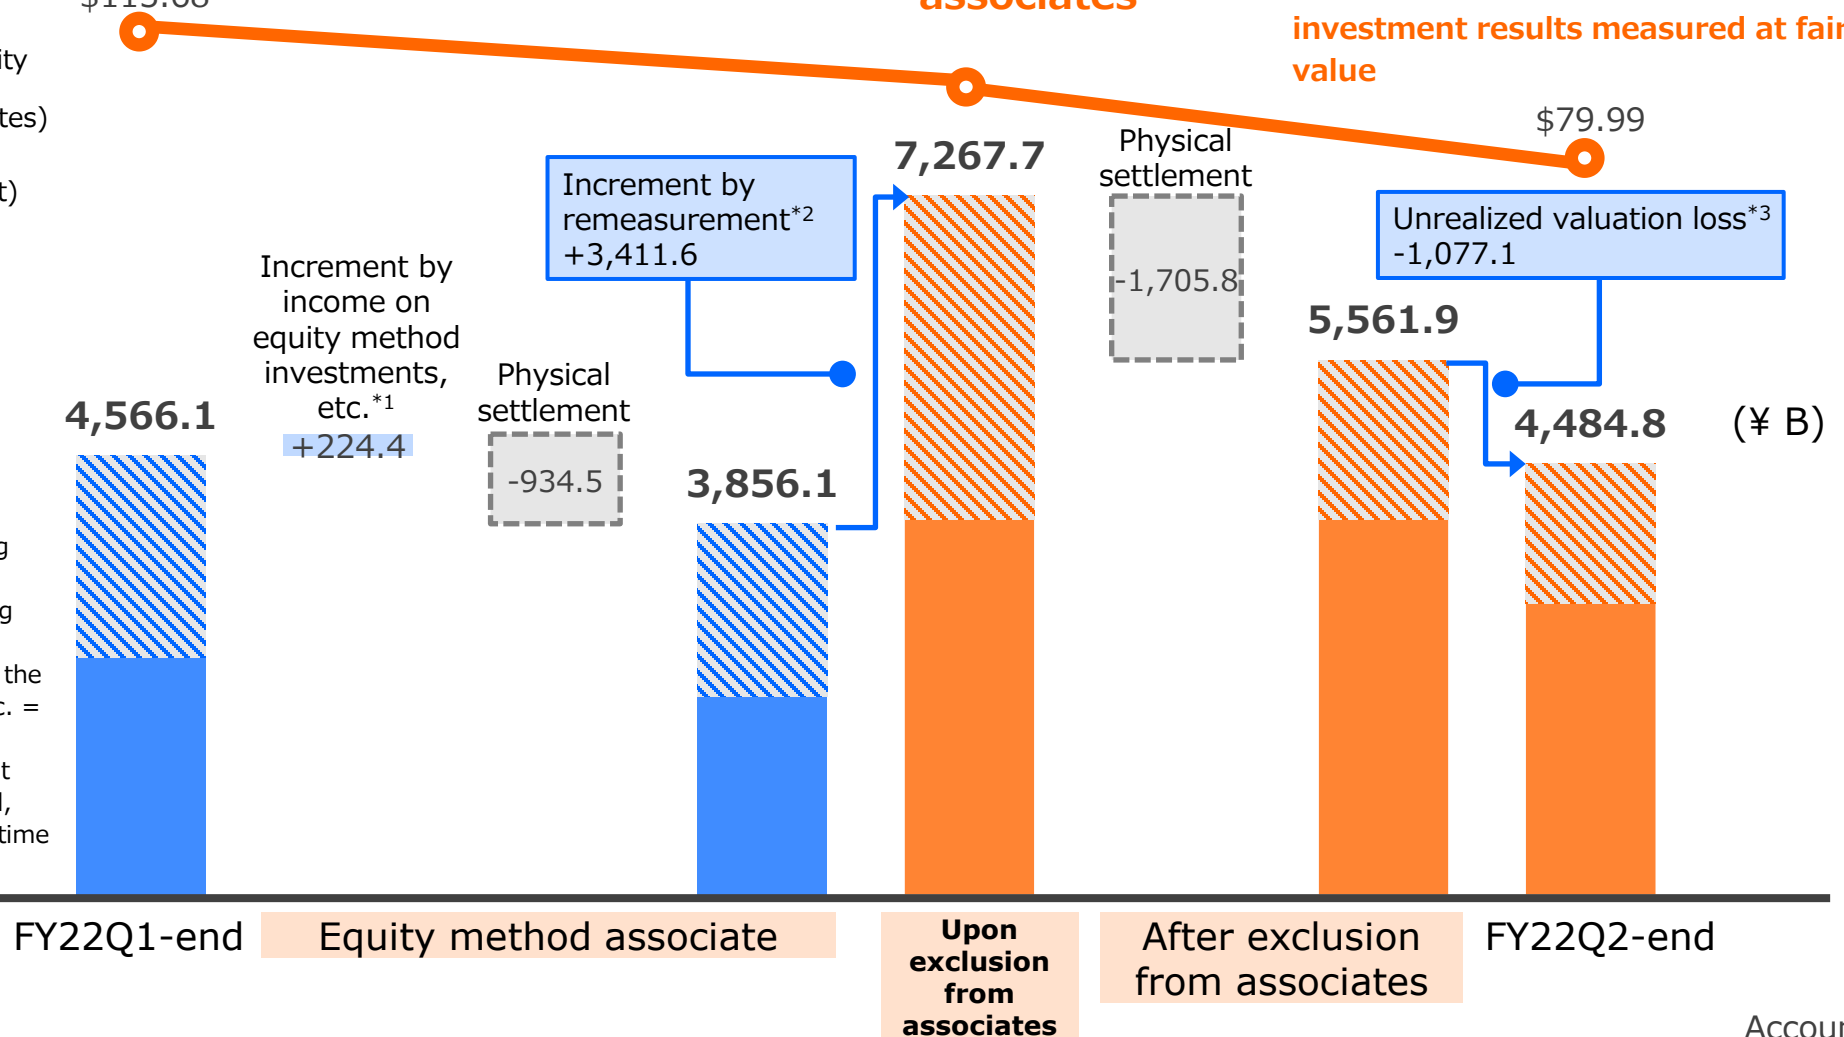 associates
investment results measured at fair
value
$79.99
7,267.7
Physical
settlement
Increment by
remeasurement*2
+3,411.6
-1,705.8
Unrealized valuation loss*3
-1,077.1
Increment by
income on
equity method
investments,
etc.*1
+224.4
5,561.9
Physical
settlement
-934.5
4,566.1
3,856.1
4,484.8
(¥ B)
the
=
time
FY22Q1-end
Equity method associate
Upon
exclusion
from
associates
After exclusion
from associates
FY22Q2-end